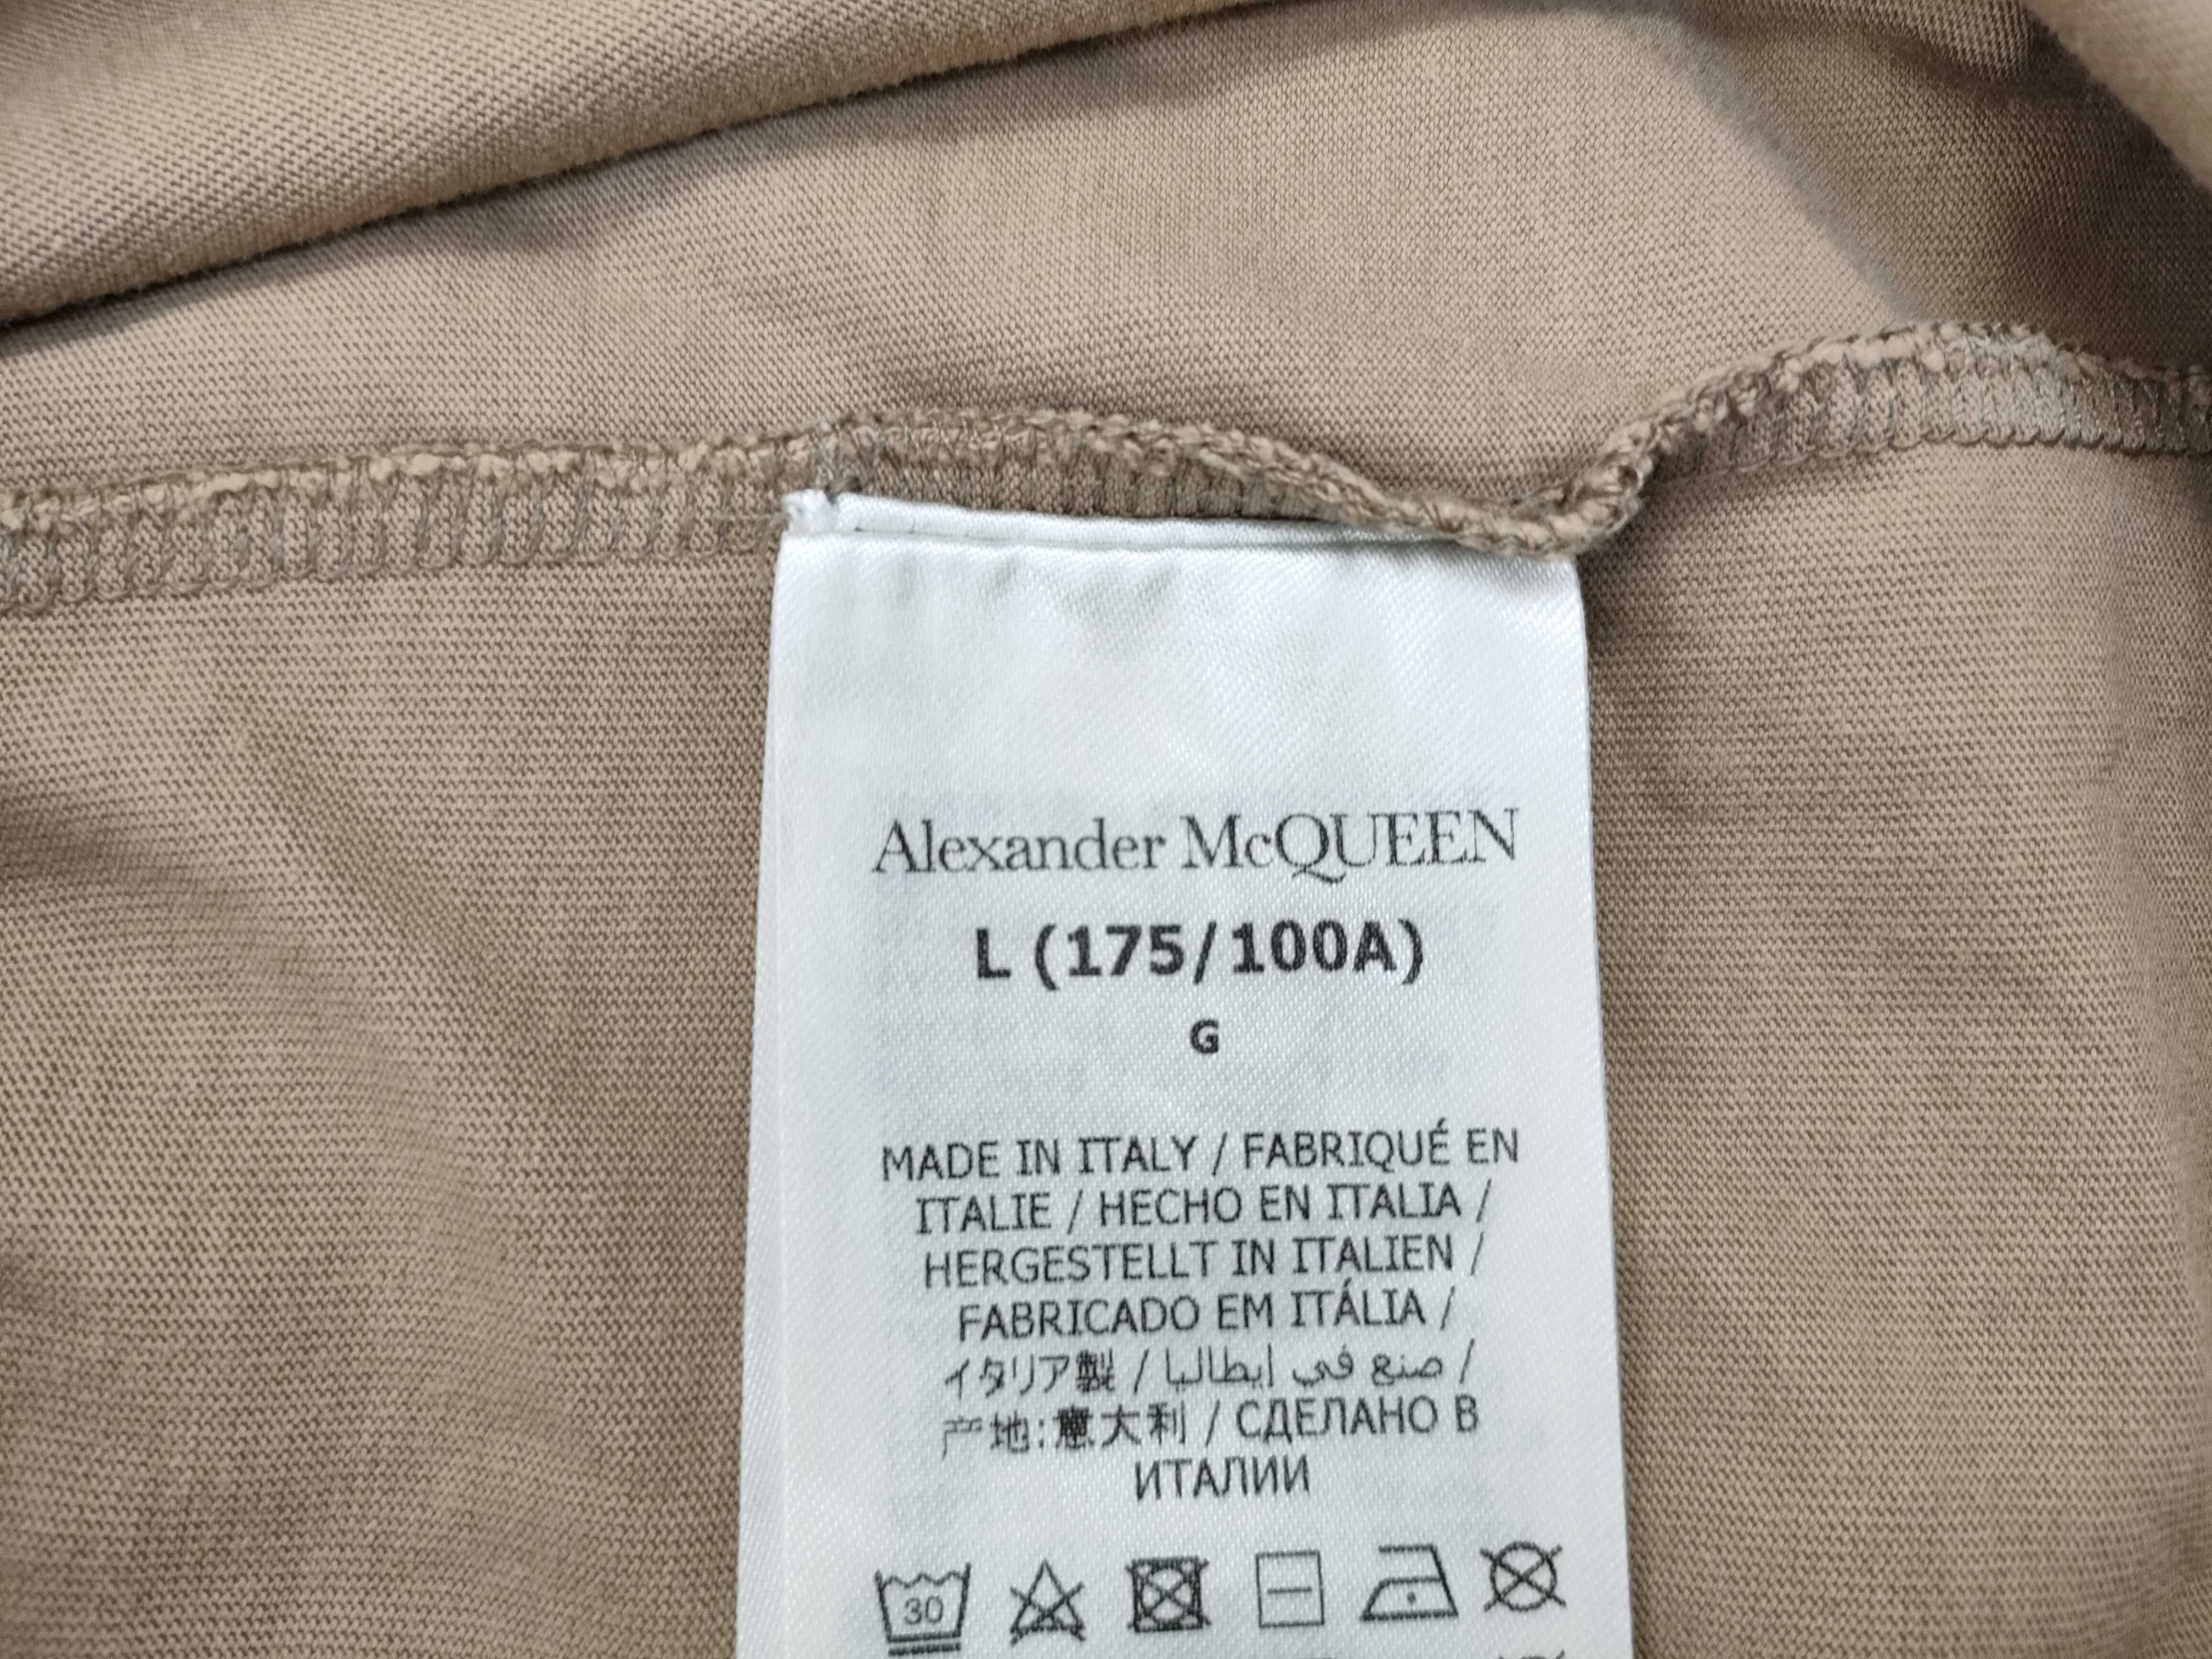 Alexander McQUEEN
L (175/100A)
G
MADE IN ITALY / FABRIQUÉ EN
ITALIE / HECHO EN ITALIA /
HERGESTELLT IN ITALIEN /
FABRICADO EM ITÁLIA /
イタリア製 / صنع في إيطاليا /
产地:意大利 / СДЕЛАНО В
ИТАЛИИ
30